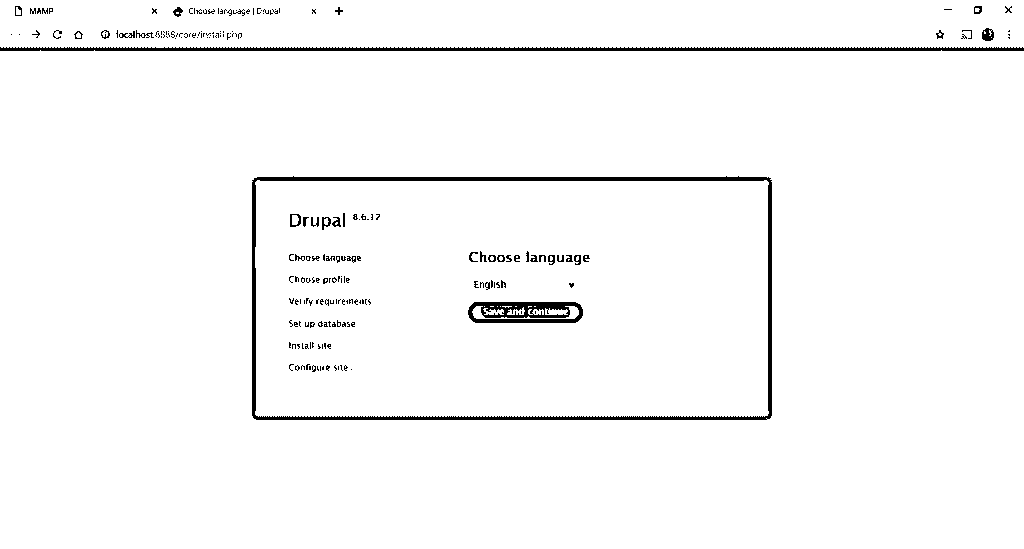 MAMP
Choose language | Drupal
localhost:8888/core/install.php
Drupal 8.6.12
Choose language
Choose profile
Verify requirements
Set up database
Install site
Configure site
Choose language
English
Save and continue